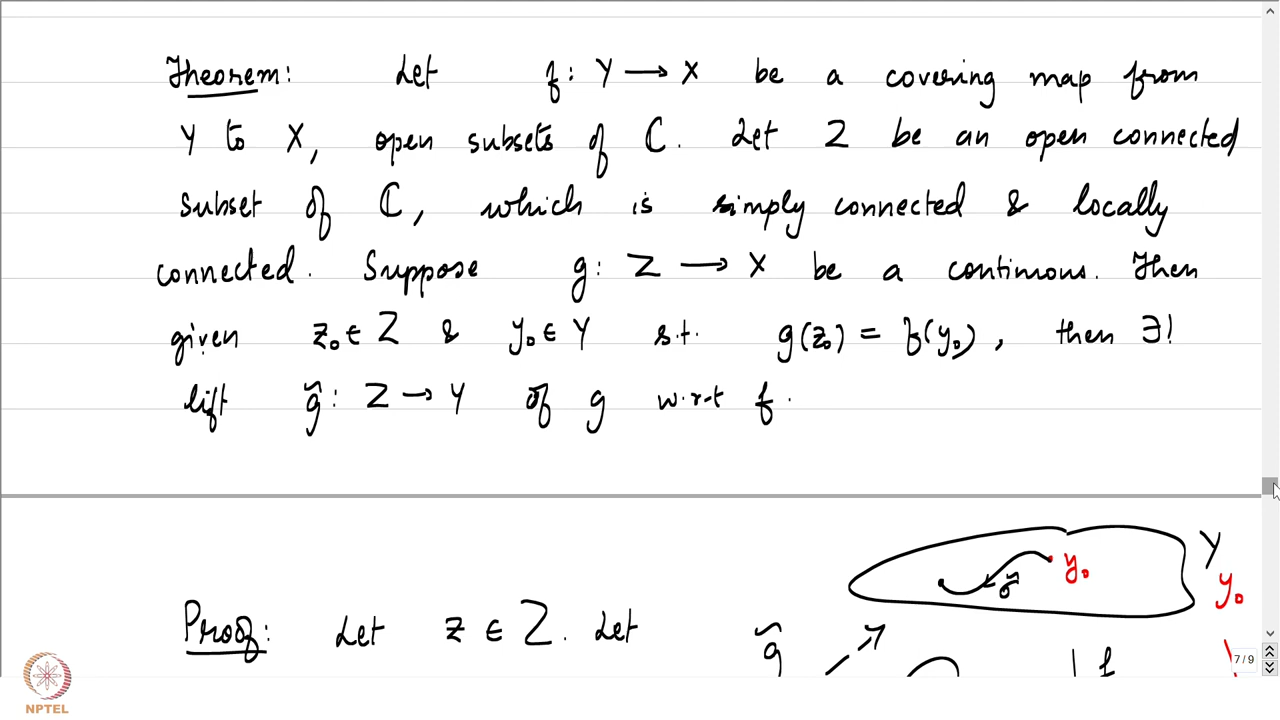 Theorem: Let f: Y → X be a covering map from
Y to X, open subsets of ℂ. Let Z be an open connected
subset of ℂ, which is simply connected & locally
connected. Suppose g: Z → X be a continous. Then
given z₀ ∈ Z & y₀ ∈ Y s.t. g(z₀) = f(y₀), then ∃!
lift g̃: Z → Y of g w.r.t f.
Y
y₀
σ̃
y₀
Proof: Let z ∈ Z. Let
g̃
f
7 / 9
NPTEL